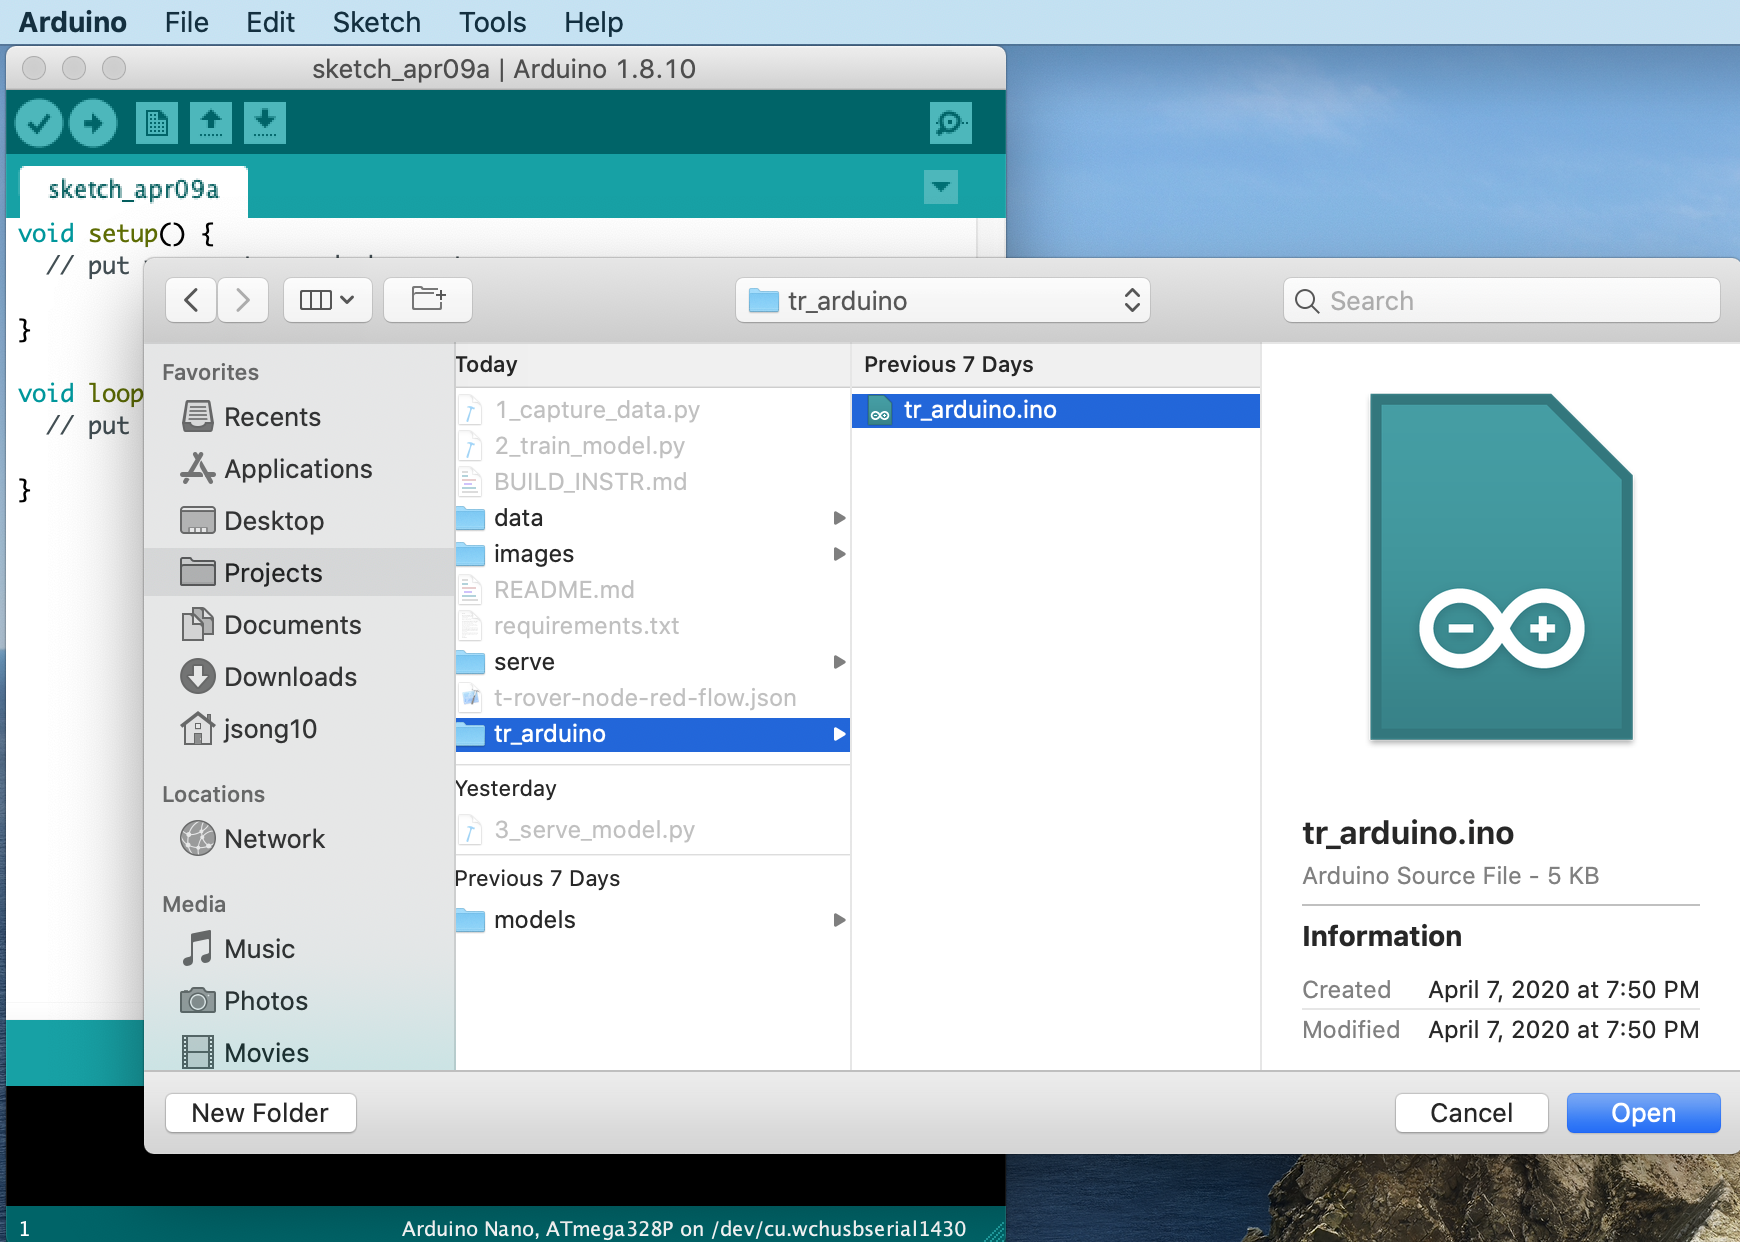 Arduino File Edit Sketch Tools Help
sketch_apr09a | Arduino 1.8.10
sketch_apr09a
void setup() {
// put
}
void loop
// put
}
tr_arduino
Search
Favorites
Recents
Applications
Desktop
Projects
Documents
Downloads
jsong10
Locations
Network
Media
Music
Photos
Movies
Today
1_capture_data.py
2_train_model.py
BUILD_INSTR.md
data
images
README.md
requirements.txt
serve
t-rover-node-red-flow.json
tr_arduino
Yesterday
3_serve_model.py
Previous 7 Days
models
Previous 7 Days
tr_arduino.ino
tr_arduino.ino
Arduino Source File - 5 KB
Information
Created April 7, 2020 at 7:50 PM
Modified April 7, 2020 at 7:50 PM
New Folder
Cancel
Open
1
Arduino Nano, ATmega328P on /dev/cu.wchusbserial1430